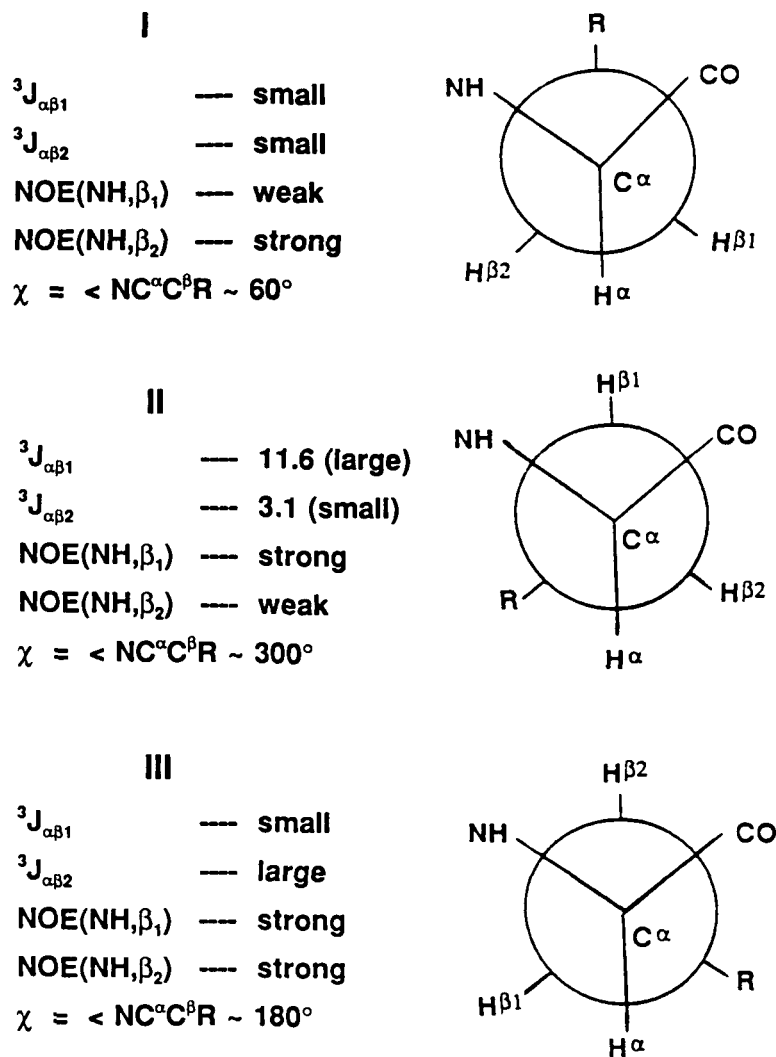 I
³Jαβ1 ---- small
³Jαβ2 ---- small
NOE(NH,β₁) ---- weak
NOE(NH,β₂) ---- strong
χ = < NCᵅCᵝR ~ 60°
R
NH
CO
Cα
Hβ1
Hβ2
Hα
II
³Jαβ1 ---- 11.6 (large)
³Jαβ2 ---- 3.1 (small)
NOE(NH,β₁) ---- strong
NOE(NH,β₂) ---- weak
χ = < NCᵅCᵝR ~ 300°
Hβ1
NH
CO
Cα
R
Hβ2
Hα
III
³Jαβ1 ---- small
³Jαβ2 ---- large
NOE(NH,β₁) ---- strong
NOE(NH,β₂) ---- strong
χ = < NCᵅCᵝR ~ 180°
Hβ2
NH
CO
Cα
Hβ1
R
Hα